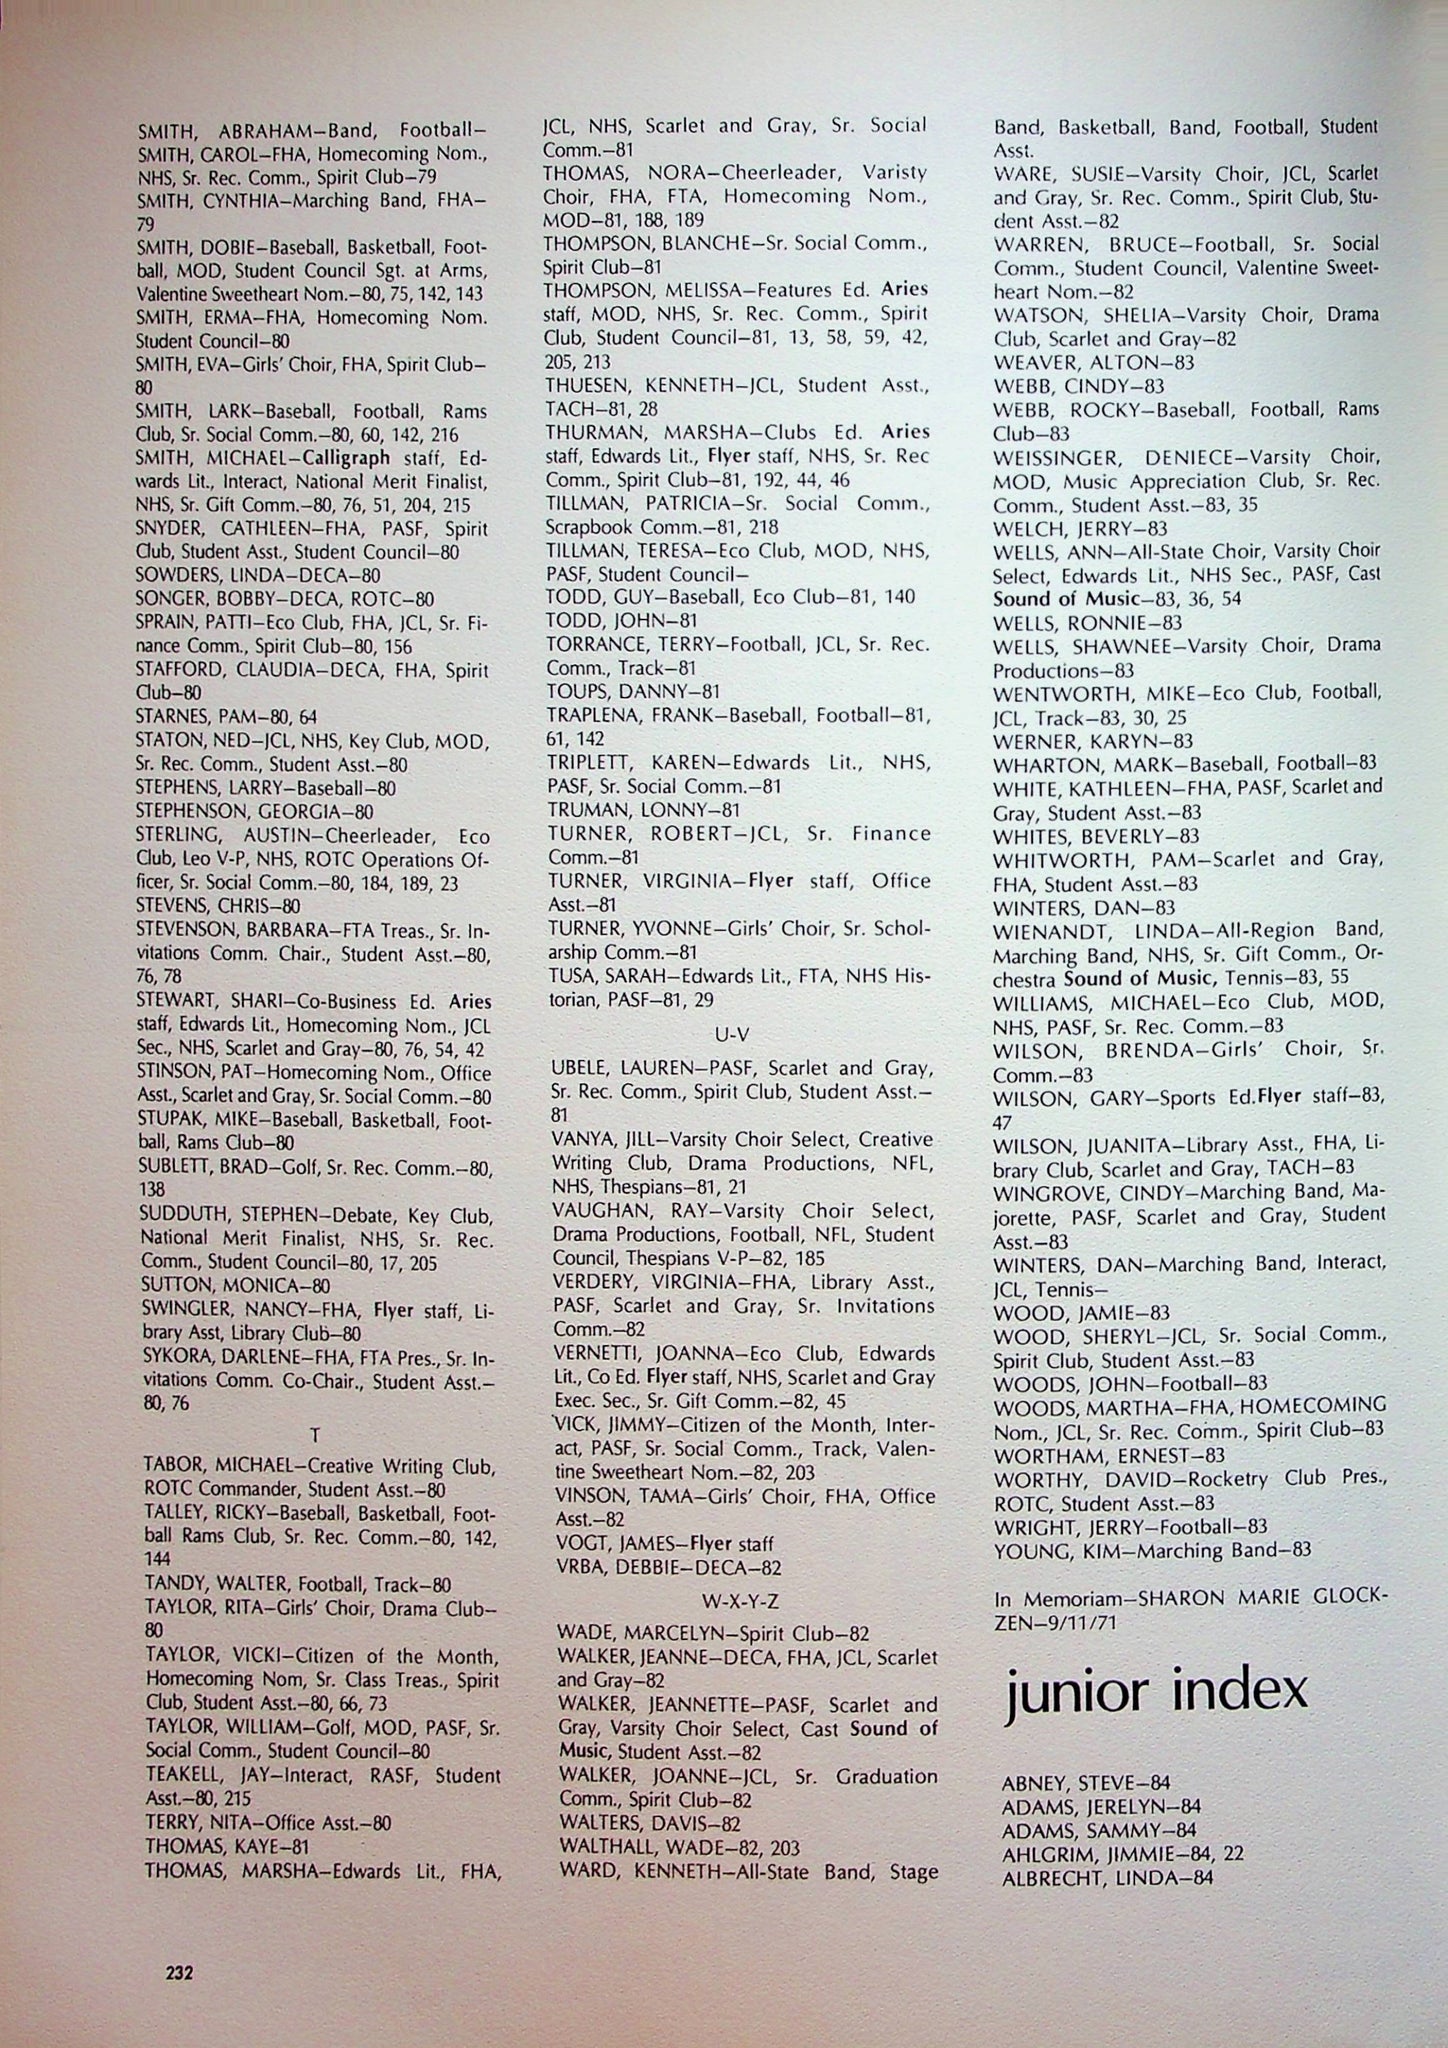 SMITH, ABRAHAM—Band, Football—
SMITH, CAROL—FHA, Homecoming Nom.,
NHS, Sr. Rec. Comm., Spirit Club—79
SMITH, CYNTHIA—Marching Band, FHA—
79
SMITH, DOBIE—Baseball, Basketball, Foot-
ball, MOD, Student Council Sgt. at Arms,
Valentine Sweetheart Nom.—80, 75, 142, 143
SMITH, ERMA—FHA, Homecoming Nom.
Student Council—80
SMITH, EVA—Girls' Choir, FHA, Spirit Club—
80
SMITH, LARK—Baseball, Football, Rams
Club, Sr. Social Comm.—80, 60, 142, 216
SMITH, MICHAEL—Calligraph staff, Ed-
wards Lit., Interact, National Merit Finalist,
NHS, Sr. Gift Comm.—80, 76, 51, 204, 215
SNYDER, CATHLEEN—FHA, PASF, Spirit
Club, Student Asst., Student Council—80
SOWDERS, LINDA—DECA—80
SONGER, BOBBY—DECA, ROTC—80
SPRAIN, PATTI—Eco Club, FHA, JCL, Sr. Fi-
nance Comm., Spirit Club—80, 156
STAFFORD, CLAUDIA—DECA, FHA, Spirit
Club—80
STARNES, PAM—80, 64
STATON, NED—JCL, NHS, Key Club, MOD,
Sr. Rec. Comm., Student Asst.—80
STEPHENS, LARRY—Baseball—80
STEPHENSON, GEORGIA—80
STERLING, AUSTIN—Cheerleader, Eco
Club, Leo V-P, NHS, ROTC Operations Of-
ficer, Sr. Social Comm.—80, 184, 189, 23
STEVENS, CHRIS—80
STEVENSON, BARBARA—FTA Treas., Sr. In-
vitations Comm. Chair., Student Asst.—80,
76, 78
STEWART, SHARI—Co-Business Ed. Aries
staff, Edwards Lit., Homecoming Nom., JCL
Sec., NHS, Scarlet and Gray—80, 76, 54, 42
STINSON, PAT—Homecoming Nom., Office
Asst., Scarlet and Gray, Sr. Social Comm.—80
STUPAK, MIKE—Baseball, Basketball, Foot-
ball, Rams Club—80
SUBLETT, BRAD—Golf, Sr. Rec. Comm.—80,
138
SUDDUTH, STEPHEN—Debate, Key Club,
National Merit Finalist, NHS, Sr. Rec.
Comm., Student Council—80, 17, 205
SUTTON, MONICA—80
SWINGLER, NANCY—FHA, Flyer staff, Li-
brary Asst, Library Club—80
SYKORA, DARLENE—FHA, FTA Pres., Sr. In-
vitations Comm. Co-Chair., Student Asst.—
80, 76
T
TABOR, MICHAEL—Creative Writing Club,
ROTC Commander, Student Asst.—80
TALLEY, RICKY—Baseball, Basketball, Foot-
ball Rams Club, Sr. Rec. Comm.—80, 142,
144
TANDY, WALTER, Football, Track—80
TAYLOR, RITA—Girls' Choir, Drama Club—
80
TAYLOR, VICKI—Citizen of the Month,
Homecoming Nom, Sr. Class Treas., Spirit
Club, Student Asst.—80, 66, 73
TAYLOR, WILLIAM—Golf, MOD, PASF, Sr.
Social Comm., Student Council—80
TEAKELL, JAY—Interact, RASF, Student
Asst.—80, 215
TERRY, NITA—Office Asst.—80
THOMAS, KAYE—81
THOMAS, MARSHA—Edwards Lit., FHA,
JCL, NHS, Scarlet and Gray, Sr. Social
Comm.—81
THOMAS, NORA—Cheerleader, Varisty
Choir, FHA, FTA, Homecoming Nom.,
MOD—81, 188, 189
THOMPSON, BLANCHE—Sr. Social Comm.,
Spirit Club—81
THOMPSON, MELISSA—Features Ed. Aries
staff, MOD, NHS, Sr. Rec. Comm., Spirit
Club, Student Council—81, 13, 58, 59, 42,
205, 213
THUESEN, KENNETH—JCL, Student Asst.,
TACH—81, 28
THURMAN, MARSHA—Clubs Ed. Aries
staff, Edwards Lit., Flyer staff, NHS, Sr. Rec
Comm., Spirit Club—81, 192, 44, 46
TILLMAN, PATRICIA—Sr. Social Comm.,
Scrapbook Comm.—81, 218
TILLMAN, TERESA—Eco Club, MOD, NHS,
PASF, Student Council—
TODD, GUY—Baseball, Eco Club—81, 140
TODD, JOHN—81
TORRANCE, TERRY—Football, JCL, Sr. Rec.
Comm., Track—81
TOUPS, DANNY—81
TRAPLENA, FRANK—Baseball, Football—81,
61, 142
TRIPLETT, KAREN—Edwards Lit., NHS,
PASF, Sr. Social Comm.—81
TRUMAN, LONNY—81
TURNER, ROBERT—JCL, Sr. Finance
Comm.—81
TURNER, VIRGINIA—Flyer staff, Office
Asst.—81
TURNER, YVONNE—Girls' Choir, Sr. Schol-
arship Comm.—81
TUSA, SARAH—Edwards Lit., FTA, NHS His-
torian, PASF—81, 29
U-V
UBELE, LAUREN—PASF, Scarlet and Gray,
Sr. Rec. Comm., Spirit Club, Student Asst.—
81
VANYA, JILL—Varsity Choir Select, Creative
Writing Club, Drama Productions, NFL,
NHS, Thespians—81, 21
VAUGHAN, RAY—Varsity Choir Select,
Drama Productions, Football, NFL, Student
Council, Thespians V-P—82, 185
VERDERY, VIRGINIA—FHA, Library Asst.,
PASF, Scarlet and Gray, Sr. Invitations
Comm.—82
VERNETTI, JOANNA—Eco Club, Edwards
Lit., Co Ed. Flyer staff, NHS, Scarlet and Gray
Exec. Sec., Sr. Gift Comm.—82, 45
VICK, JIMMY—Citizen of the Month, Inter-
act, PASF, Sr. Social Comm., Track, Valen-
tine Sweetheart Nom.—82, 203
VINSON, TAMA—Girls' Choir, FHA, Office
Asst.—82
VOGT, JAMES—Flyer staff
VRBA, DEBBIE—DECA—82
W-X-Y-Z
WADE, MARCELYN—Spirit Club—82
WALKER, JEANNE—DECA, FHA, JCL, Scarlet
and Gray—82
WALKER, JEANNETTE—PASF, Scarlet and
Gray, Varsity Choir Select, Cast Sound of
Music, Student Asst.—82
WALKER, JOANNE—JCL, Sr. Graduation
Comm., Spirit Club—82
WALTERS, DAVIS—82
WALTHALL, WADE—82, 203
WARD, KENNETH—All-State Band, Stage
Band, Basketball, Band, Football, Student
Asst.
WARE, SUSIE—Varsity Choir, JCL, Scarlet
and Gray, Sr. Rec. Comm., Spirit Club, Stu-
dent Asst.—82
WARREN, BRUCE—Football, Sr. Social
Comm., Student Council, Valentine Sweet-
heart Nom.—82
WATSON, SHELIA—Varsity Choir, Drama
Club, Scarlet and Gray—82
WEAVER, ALTON—83
WEBB, CINDY—83
WEBB, ROCKY—Baseball, Football, Rams
Club—83
WEISSINGER, DENIECE—Varsity Choir,
MOD, Music Appreciation Club, Sr. Rec.
Comm., Student Asst.—83, 35
WELCH, JERRY—83
WELLS, ANN—All-State Choir, Varsity Choir
Select, Edwards Lit., NHS Sec., PASF, Cast
Sound of Music—83, 36, 54
WELLS, RONNIE—83
WELLS, SHAWNEE—Varsity Choir, Drama
Productions—83
WENTWORTH, MIKE—Eco Club, Football,
JCL, Track—83, 30, 25
WERNER, KARYN—83
WHARTON, MARK—Baseball, Football—83
WHITE, KATHLEEN—FHA, PASF, Scarlet and
Gray, Student Asst.—83
WHITES, BEVERLY—83
WHITWORTH, PAM—Scarlet and Gray,
FHA, Student Asst.—83
WINTERS, DAN—83
WIENANDT, LINDA—All-Region Band,
Marching Band, NHS, Sr. Gift Comm., Or-
chestra Sound of Music, Tennis—83, 55
WILLIAMS, MICHAEL—Eco Club, MOD,
NHS, PASF, Sr. Rec. Comm.—83
WILSON, BRENDA—Girls' Choir, Sr.
Comm.—83
WILSON, GARY—Sports Ed.Flyer staff—83,
47
WILSON, JUANITA—Library Asst., FHA, Li-
brary Club, Scarlet and Gray, TACH—83
WINGROVE, CINDY—Marching Band, Ma-
jorette, PASF, Scarlet and Gray, Student
Asst.—83
WINTERS, DAN—Marching Band, Interact,
JCL, Tennis—
WOOD, JAMIE—83
WOOD, SHERYL—JCL, Sr. Social Comm.,
Spirit Club, Student Asst.—83
WOODS, JOHN—Football—83
WOODS, MARTHA—FHA, HOMECOMING
Nom., JCL, Sr. Rec. Comm., Spirit Club—83
WORTHAM, ERNEST—83
WORTHY, DAVID—Rocketry Club Pres.,
ROTC, Student Asst.—83
WRIGHT, JERRY—Football—83
YOUNG, KIM—Marching Band—83
In Memoriam—SHARON MARIE GLOCK-
ZEN—9/11/71
junior index
ABNEY, STEVE—84
ADAMS, JERELYN—84
ADAMS, SAMMY—84
AHLGRIM, JIMMIE—84, 22
ALBRECHT, LINDA—84
232